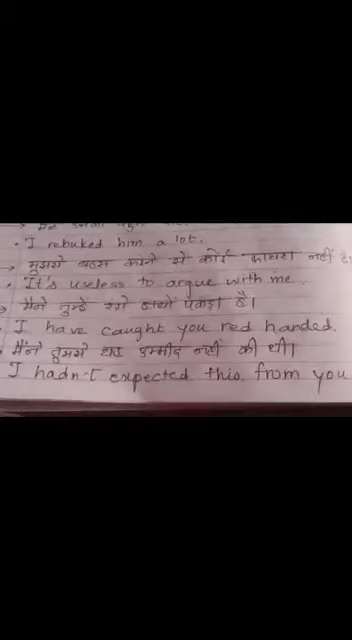 • I rebuked him a lot.
→ मुझसे बहस करने से कोई फायदा नहीं है
• It's useless to argue with me.
मैंने तुम्हे रंगे हाथों पकड़ा है।
I have caught you red handed.
मैंने तुमसे यह उम्मीद नहीं की थी।
I hadn't expected this from you